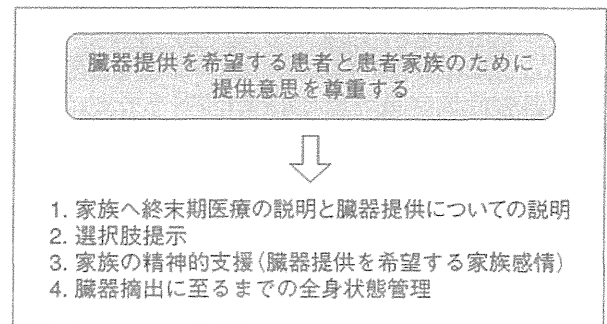 臓器提供を希望する患者と患者家族のために
提供意思を尊重する
1. 家族へ終末期医療の説明と臓器提供についての説明
2. 選択肢提示
3. 家族の精神的支援(臓器提供を希望する家族感情)
4. 臓器摘出に至るまでの全身状態管理